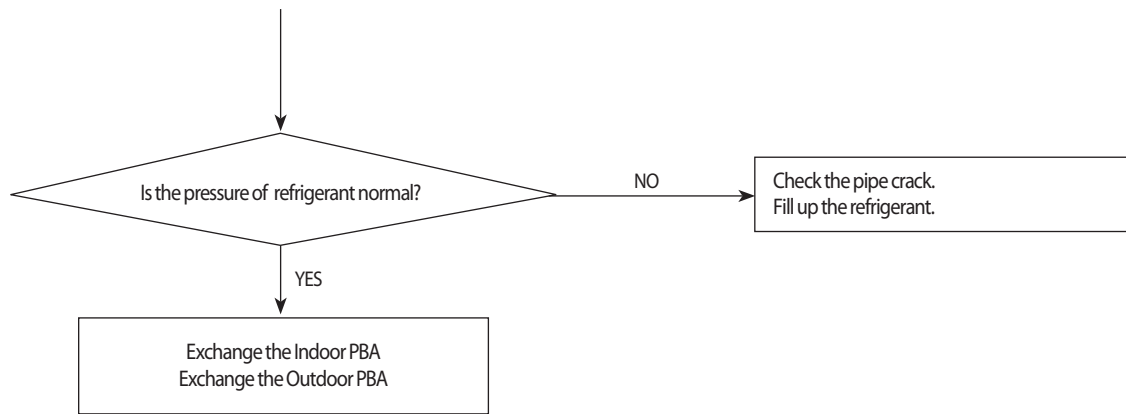 Is the pressure of refrigerant normal?
NO
Check the pipe crack.
Fill up the refrigerant.
YES
Exchange the Indoor PBA
Exchange the Outdoor PBA